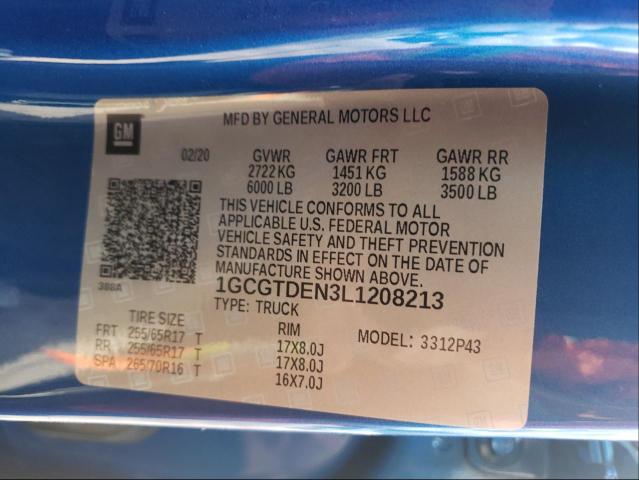 GM
MFD BY GENERAL MOTORS LLC
02/20 GVWR GAWR FRT GAWR RR
2722 KG 1451 KG 1588 KG
6000 LB 3200 LB 3500 LB
THIS VEHICLE CONFORMS TO ALL
APPLICABLE U.S. FEDERAL MOTOR
VEHICLE SAFETY AND THEFT PREVENTION
STANDARDS IN EFFECT ON THE DATE OF
MANUFACTURE SHOWN ABOVE.
388A
1GCGTDEN3L1208213
TYPE: TRUCK
TIRE SIZE RIM MODEL: 3312P43
FRT 255/65R17 T 17X8.0J
RR 255/65R17 T 17X8.0J
SPA 265/70R16 T 16X7.0J